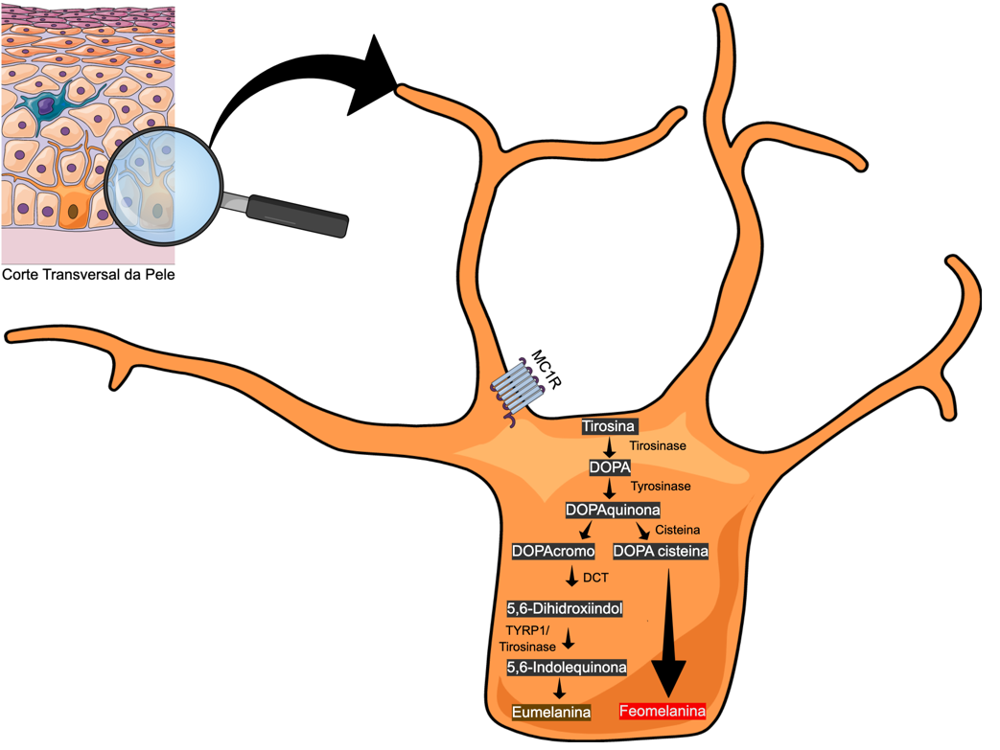 Corte Transversal da Pele
MC1R
Tirosina
Tirosinase
DOPA
Tyrosinase
DOPAquinona
Cisteina
DOPAcromo
DOPA cisteina
DCT
5,6-Dihidroxiindol
TYRP1/
Tirosinase
5,6-Indolequinona
Eumelanina
Feomelanina